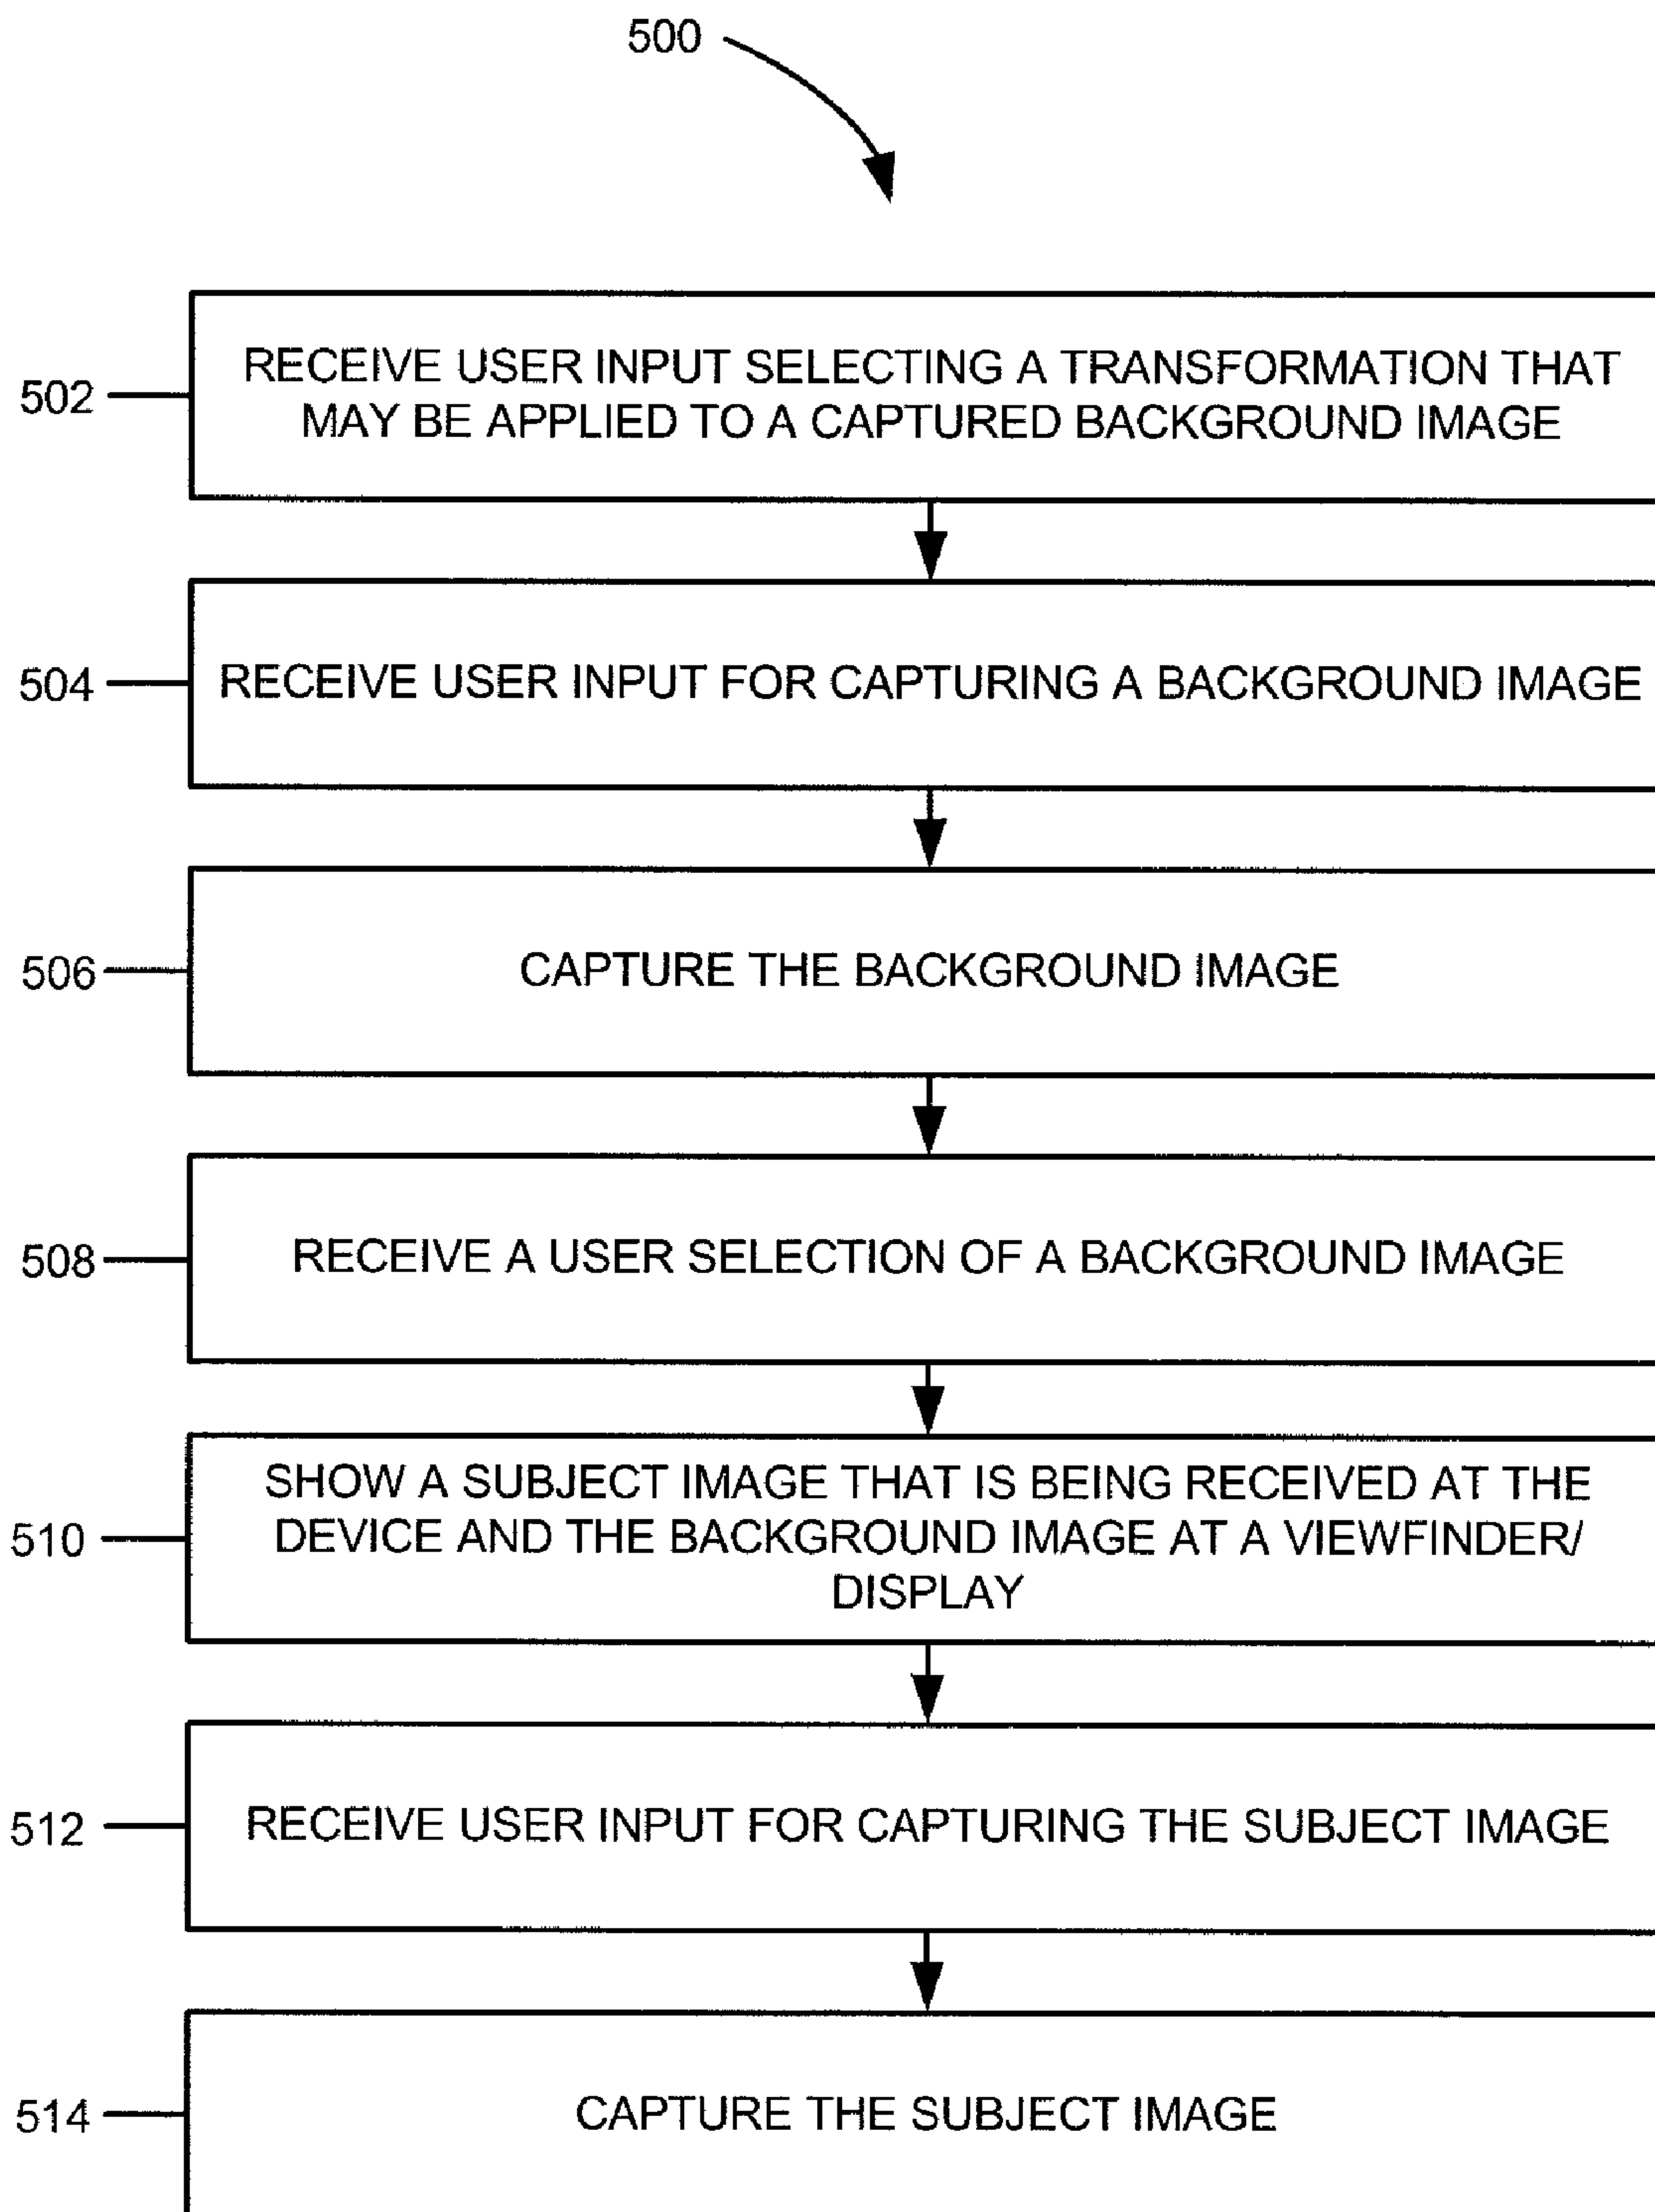 500
502
RECEIVE USER INPUT SELECTING A TRANSFORMATION THAT
MAY BE APPLIED TO A CAPTURED BACKGROUND IMAGE
504
RECEIVE USER INPUT FOR CAPTURING A BACKGROUND IMAGE
506
CAPTURE THE BACKGROUND IMAGE
508
RECEIVE A USER SELECTION OF A BACKGROUND IMAGE
510
SHOW A SUBJECT IMAGE THAT IS BEING RECEIVED AT THE
DEVICE AND THE BACKGROUND IMAGE AT A VIEWFINDER/
DISPLAY
512
RECEIVE USER INPUT FOR CAPTURING THE SUBJECT IMAGE
514
CAPTURE THE SUBJECT IMAGE